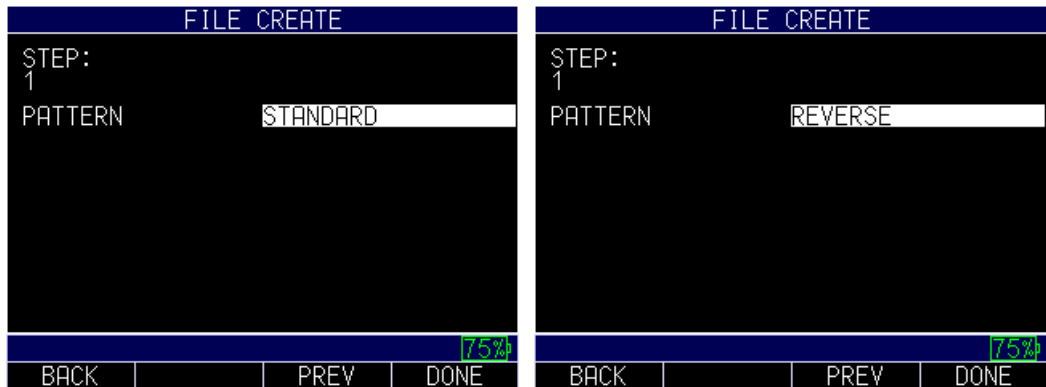 FILE CREATE
STEP:
1
PATTERN STANDARD
75%
BACK PREV DONE
FILE CREATE
STEP:
1
PATTERN REVERSE
75%
BACK PREV DONE